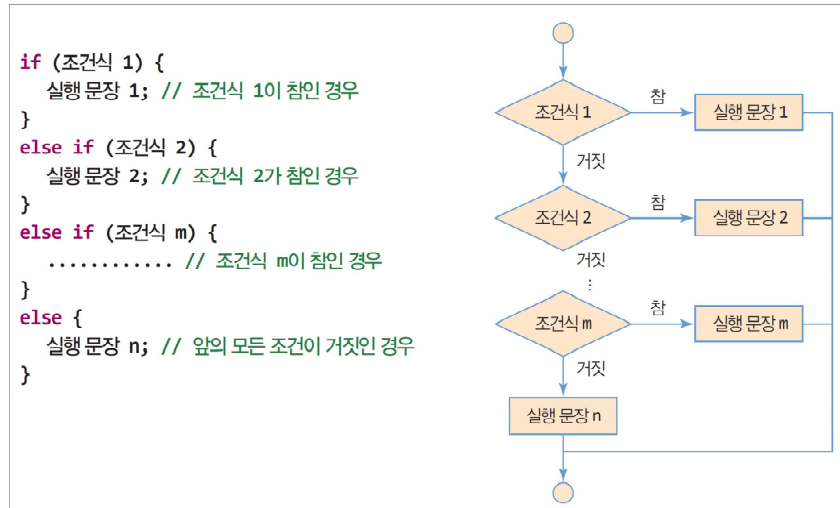 if (조건식 1) {
실행 문장 1; // 조건식 1이 참인 경우
}
else if (조건식 2) {
실행 문장 2; // 조건식 2가 참인 경우
}
else if (조건식 m) {
............ // 조건식 m이 참인 경우
}
else {
실행 문장 n; // 앞의 모든 조건이 거짓인 경우
}
조건식 1
참
실행 문장 1
거짓
조건식 2
참
실행 문장 2
거짓
⋮
조건식 m
참
실행 문장 m
거짓
실행 문장 n